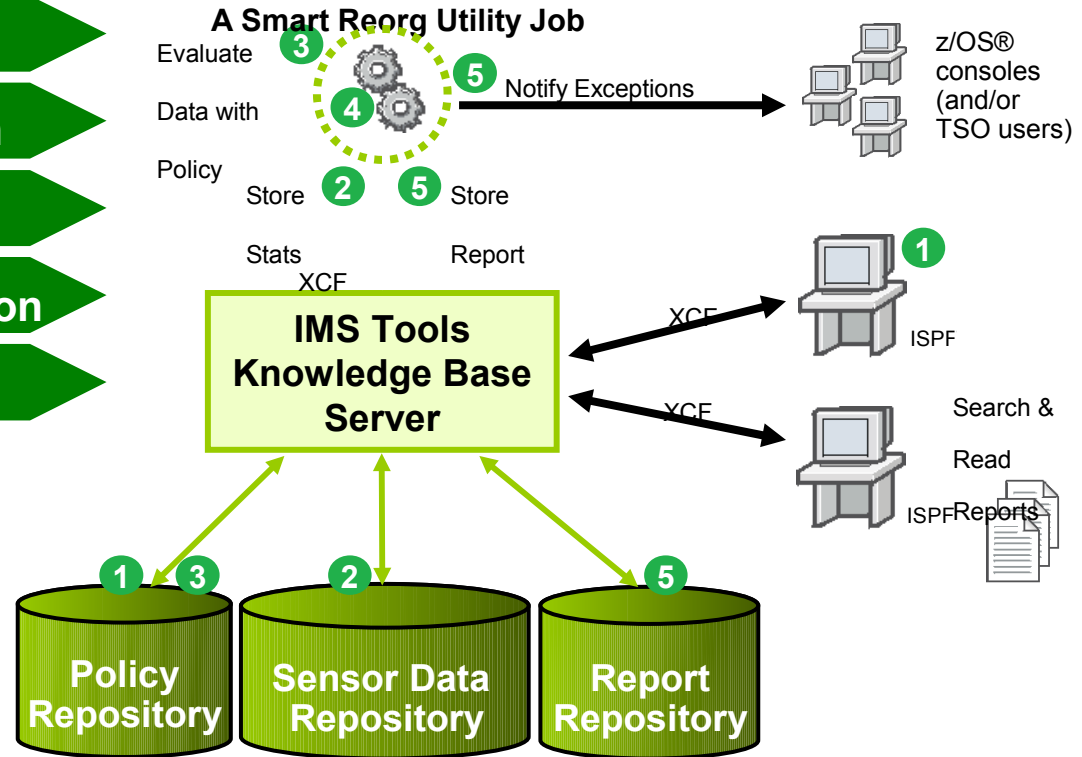 A Smart Reorg Utility Job
3
Evaluate
Data with
Policy
4
5
Notify Exceptions
z/OS®
consoles
(and/or
TSO users)
Store
2
5
Store
Stats
Report
XCF
on
IMS Tools
Knowledge Base
Server
XCF
1
ISPF
XCF
Search &
Read
Reports
ISPF
1
3
2
5
Policy
Repository
Sensor Data
Repository
Report
Repository